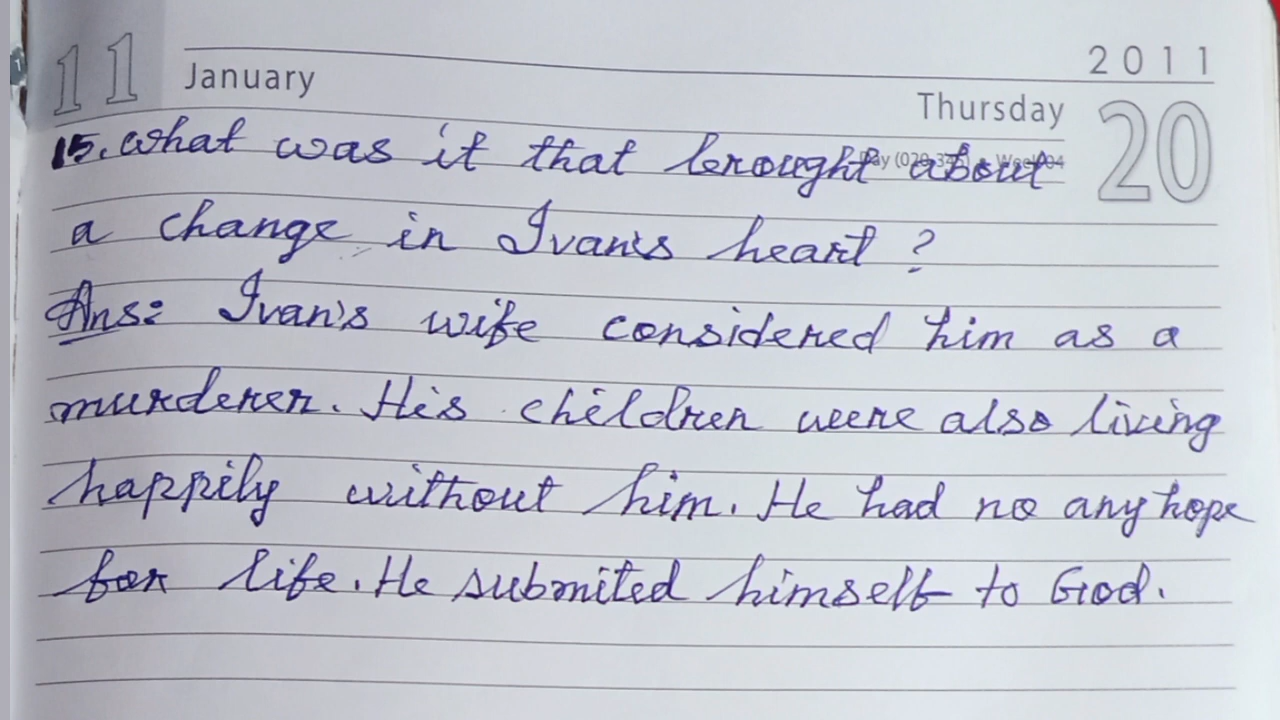 11 January
2011
Thursday
20
15. What was it that brought about
a change in Ivan's heart ?
Ans: Ivan's wife considered him as a
murderer. His children were also living
happily without him. He had no any hope
for life. He submited himself to God.